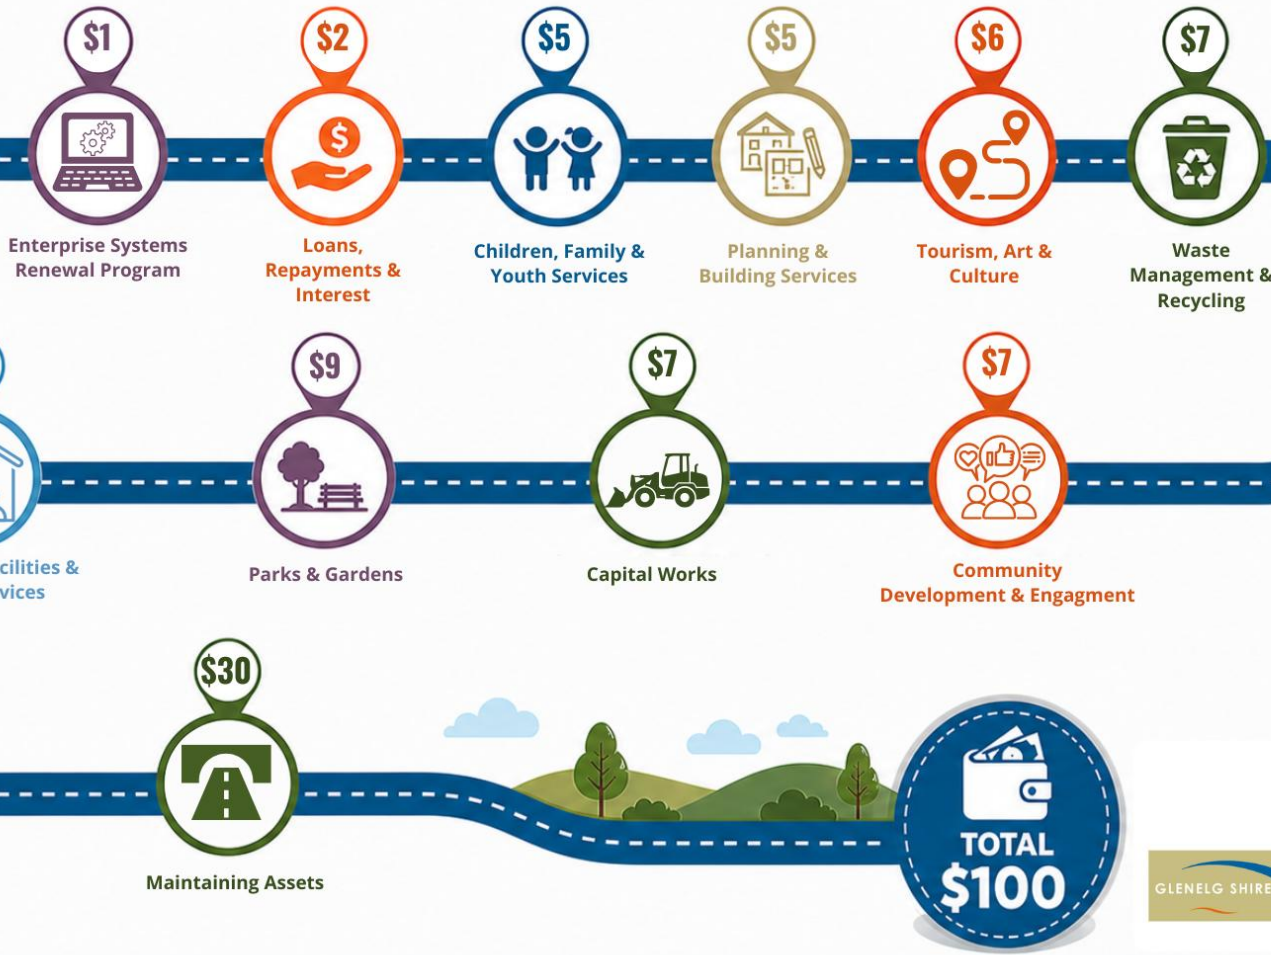 $1
$2
$5
$5
$6
$7
Enterprise Systems
Renewal Program
Loans,
Repayments &
Interest
Children, Family &
Youth Services
Planning &
Building Services
Tourism, Art &
Culture
Waste
Management &
Recycling
$9
$7
$7
cilities &
vices
Parks & Gardens
Capital Works
Community
Development & Engagment
$30
Maintaining Assets
TOTAL
$100
GLENELG SHIRE